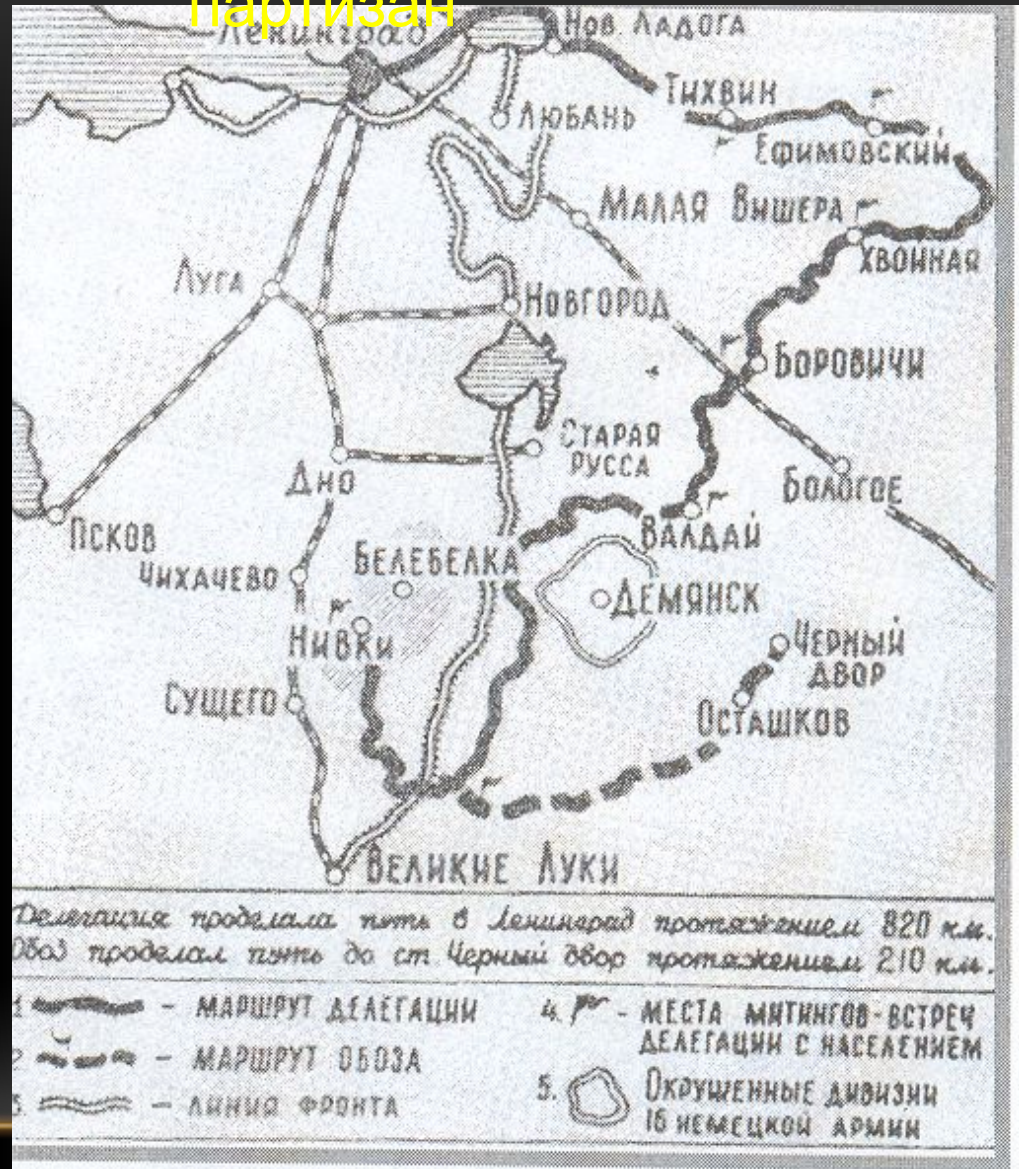 партизан
Ленинград
Нов. Ладога
Тихвин
Любань
Ефимовский
Малая Вишера
Хвойная
Луга
Новгород
Боровичи
Старая
Русса
Дно
Бологое
Псков
Валдай
Чихачево
Белебелка
Демянск
Нивки
Черный
Двор
Сущего
Осташков
Великие Луки
Делегация проделала путь в Ленинград протяжением 820 км.
Обоз проделал путь до ст. Черный двор протяжением 210 км.
1 - МАРШРУТ ДЕЛЕГАЦИИ
2 - МАРШРУТ ОБОЗА
3 - ЛИНИЯ ФРОНТА
4. - МЕСТА МИТИНГОВ-ВСТРЕЧ
ДЕЛЕГАЦИИ С НАСЕЛЕНИЕМ
5. ОКРУШЕННЫЕ ДИВИЗИИ
16 НЕМЕЦКОЙ АРМИИ